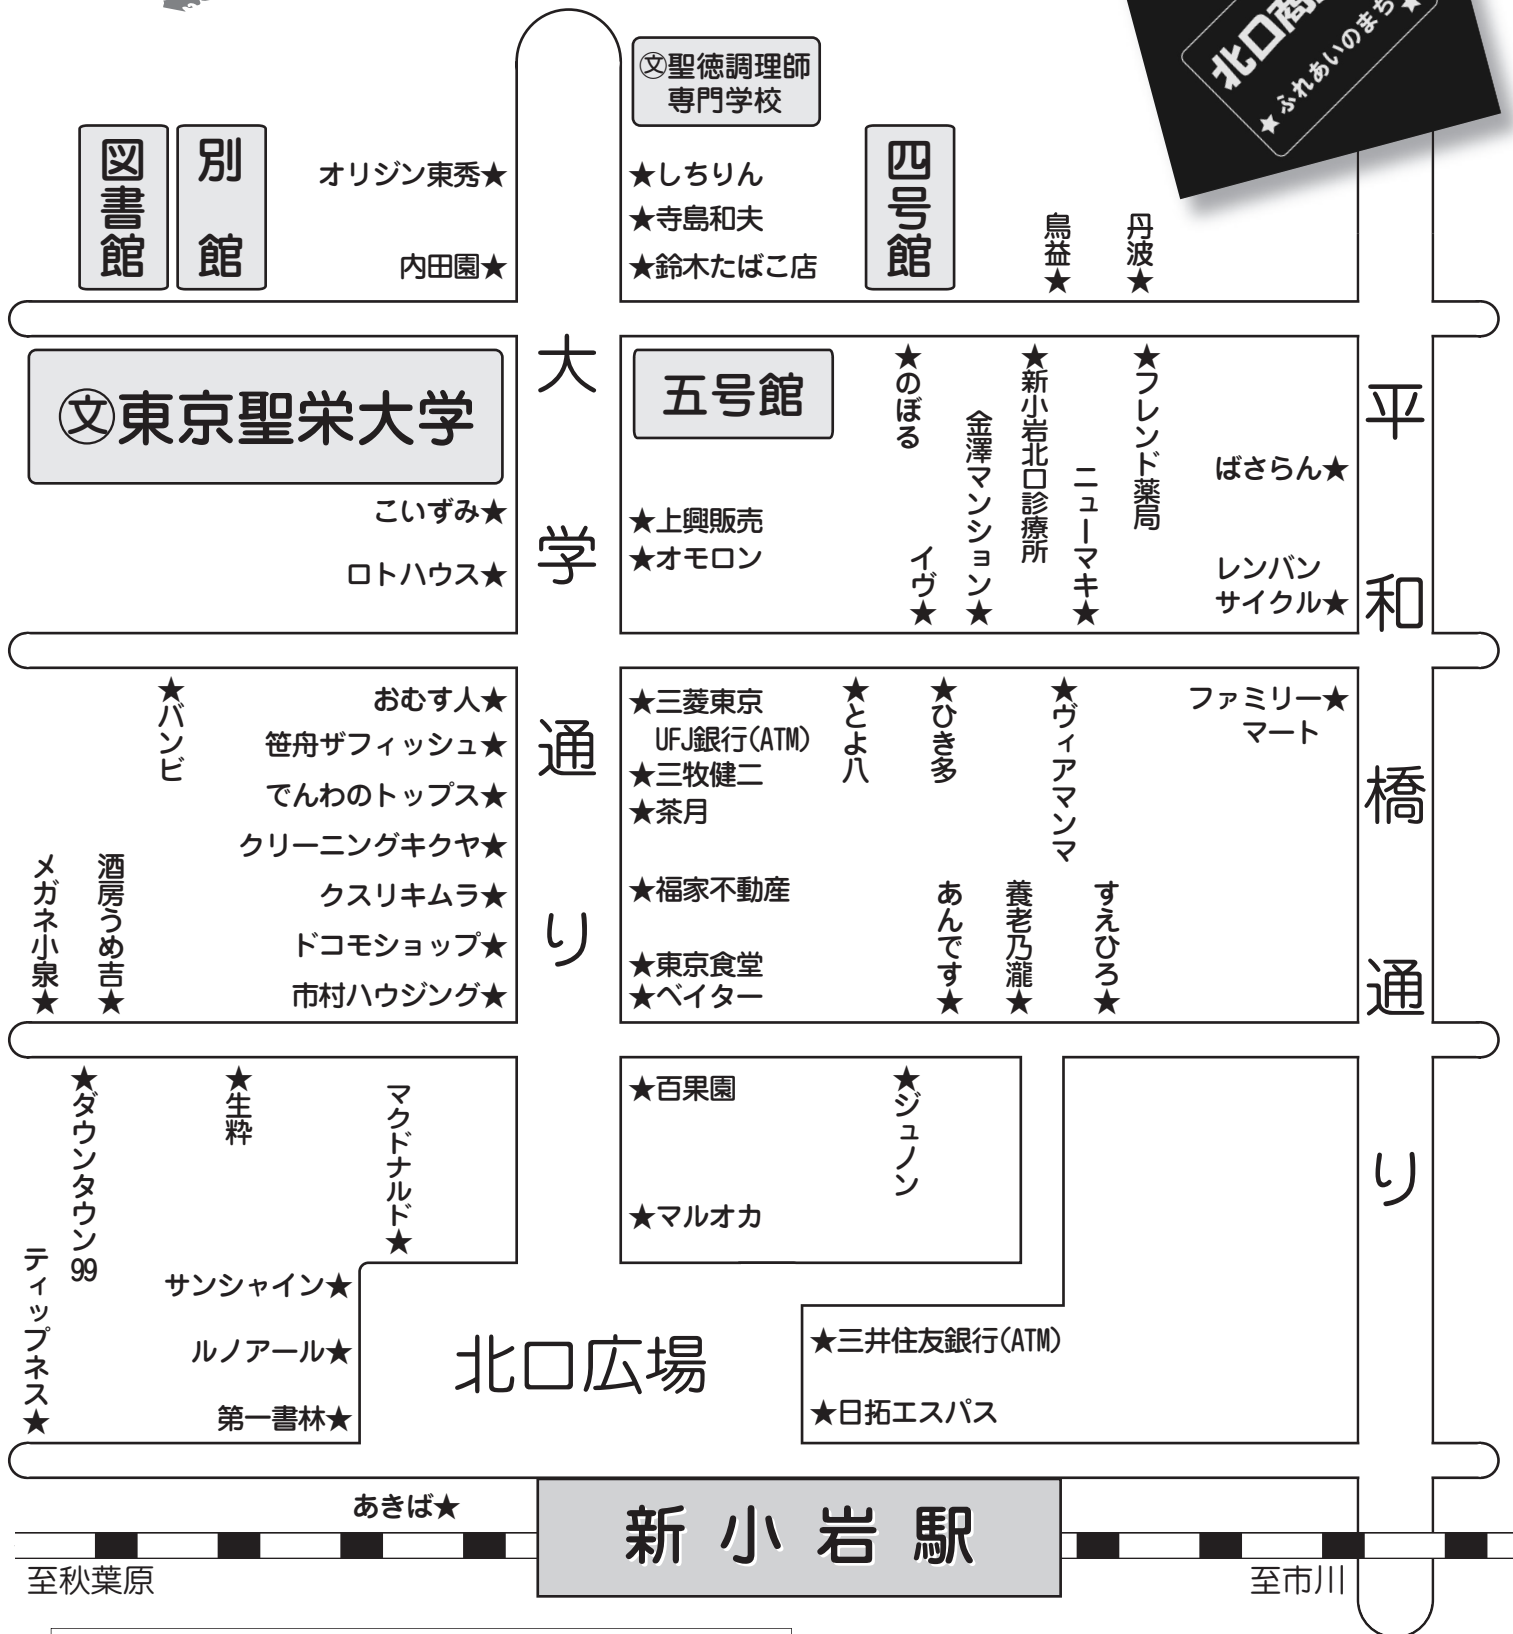 北口商
★ふれあいのまち★
㊛聖徳調理師
専門学校
図書館
別館
オリジン東秀★
内田園★
★しちりん
★寺島和夫
★鈴木たばこ店
四号館
鳥益★
丹波★
大学通り
平和橋通り
㊛東京聖栄大学
五号館
こいずみ★
ロトハウス★
★上興販売
★オモロン
★のぼる
イヴ★
金澤マンション★
★新小岩北口診療所
ニューマキ★
★フレンド薬局
ばさらん★
レンバン
サイクル★
★バンビ
メガネ小泉★
酒房うめ吉★
おむす人★
笹舟ザフィッシュ★
でんわのトップス★
クリーニングキクヤ★
クスリキムラ★
ドコモショップ★
市村ハウジング★
★三菱東京
UFJ銀行(ATM)
★三牧健二
★茶月
★福家不動産
★東京食堂
★ベイター
★とよ八
★ひき多
★ヴィアマンマ
あんです★
養老乃瀧★
すえひろ★
ファミリー★
マート
★ダウンタウン99
★生粋
マクドナルド★
ティップネス★
サンシャイン★
ルノアール★
第一書林★
★百果園
★マルオカ
★ジュノン
北口広場
★三井住友銀行(ATM)
★日拓エスパス
あきば★
新小岩駅
至秋葉原
至市川